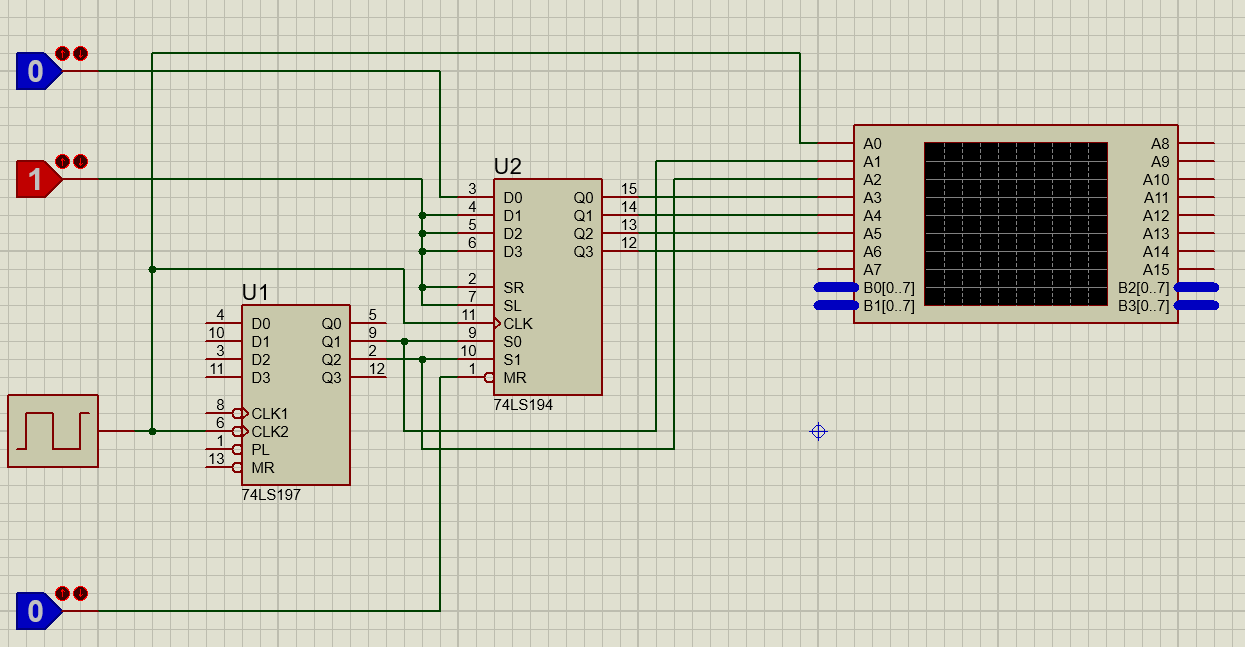 0
1
U2
3 D0 Q0 15
4 D1 Q1 14
5 D2 Q2 13
6 D3 Q3 12
2 SR
7 SL
11 CLK
9 S0
10 S1
1 MR
74LS194
U1
4 D0 Q0 5
10 D1 Q1 9
3 D2 Q2 2
11 D3 Q3 12
8 CLK1
6 CLK2
1 PL
13 MR
74LS197
0
A0 A8
A1 A9
A2 A10
A3 A11
A4 A12
A5 A13
A6 A14
A7 A15
B0[0..7] B2[0..7]
B1[0..7] B3[0..7]